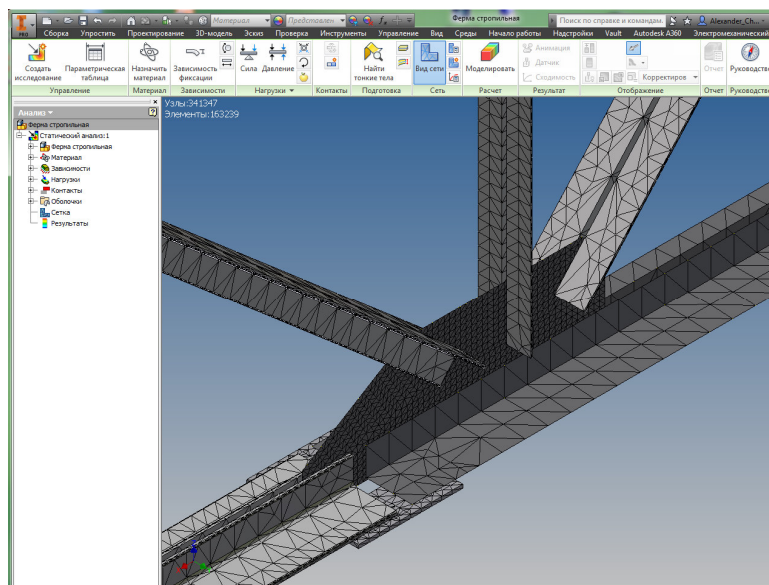 Материал
Представлен
Ферма стропильная
Поиск по справке и командам.
Alexander_Ch...
PRO
Сборка Упростить Проектирование 3D-модель Эскиз Проверка Инструменты Управление Вид Среды Начало работы Надстройки Vault Autodesk A360 Электромеханический
Создать исследование
Параметрическая таблица
Назначить материал
Зависимость фиксации
Сила
Давление
Найти тонкие тела
Вид сети
Моделировать
Анимация
Датчик
Сходимость
Корректиров
Отчет
Руководство
Управление Материал Зависимости Нагрузки Контакты Подготовка Сеть Расчет Результат Отображение Отчет Руководство
Анализ
Ферма стропильная
Статический анализ:1
Ферма стропильная
Материал
Зависимости
Нагрузки
Контакты
Оболочки
Сетка
Результаты
Узлы:341347
Элементы:163239